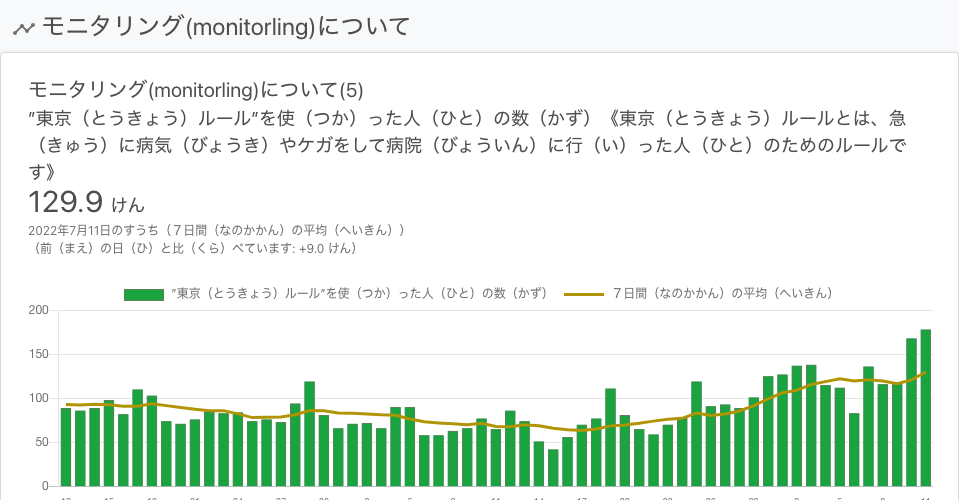 モニタリング(monitorling)について
モニタリング(monitorling)について(5)
”東京（とうきょう）ルール”を使（つか）った人（ひと）の数（かず）《東京（とうきょう）ルールとは、急
（きゅう）に病気（びょうき）やケガをして病院（びょういん）に行（い）った人（ひと）のためのルールで
す》
129.9 けん
2022年7月11日のすうち（７日間（なのかかん）の平均（へいきん））
（前（まえ）の日（ひ）と比（くら）べています: +9.0 けん）
”東京（とうきょう）ルール”を使（つか）った人（ひと）の数（かず） ７日間（なのかかん）の平均（へいきん）
200
150
100
50
0